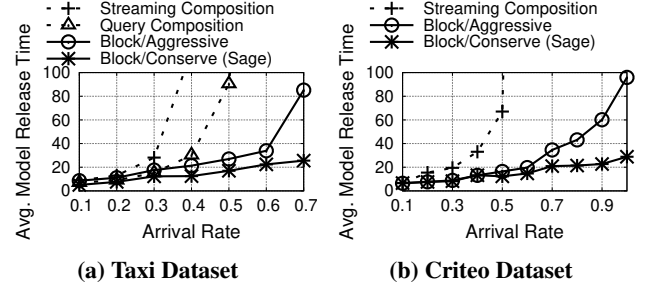 Streaming Composition
Query Composition
Block/Aggressive
Block/Conserve (Sage)
Avg. Model Release Time
100
80
60
40
20
0
0.1 0.2 0.3 0.4 0.5 0.6 0.7
Arrival Rate
(a) Taxi Dataset
Streaming Composition
Block/Aggressive
Block/Conserve (Sage)
Avg. Model Release Time
100
80
60
40
20
0
0.1 0.3 0.5 0.7 0.9
Arrival Rate
(b) Criteo Dataset